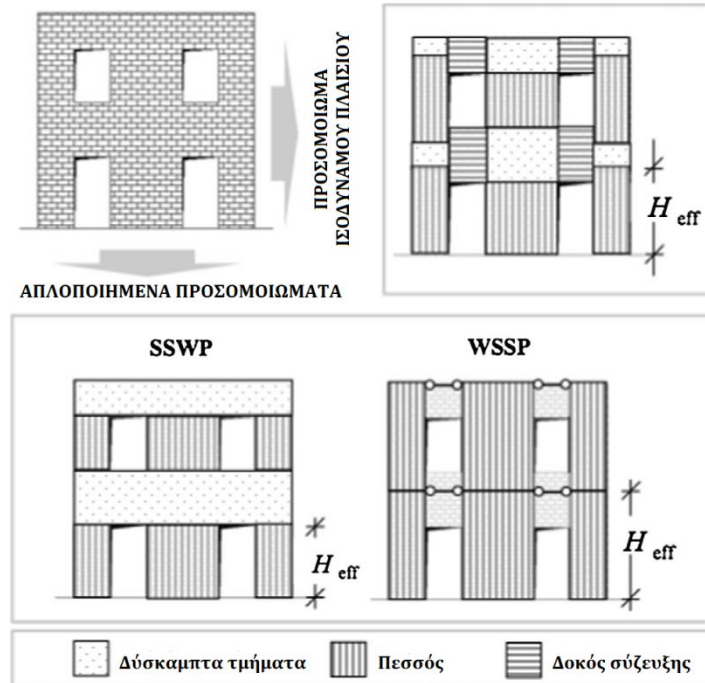 ΠΡΟΣΟΜΟΙΩΜΑ
ΙΣΟΔΥΝΑΜΟΥ ΠΛΑΙΣΙΟΥ
H eff
ΑΠΛΟΠΟΙΗΜΕΝΑ ΠΡΟΣΟΜΟΙΩΜΑΤΑ
SSWP
WSSP
H eff
H eff
Δύσκαμπτα τμήματα
Πεσσός
Δοκός σύζευξης